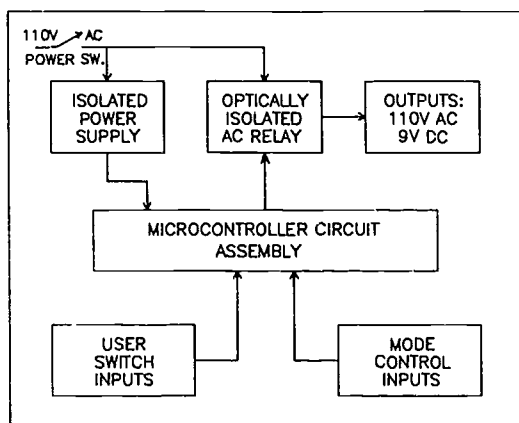 110V AC
POWER SW.
ISOLATED
POWER
SUPPLY
OPTICALLY
ISOLATED
AC RELAY
OUTPUTS:
110V AC
9V DC
MICROCONTROLLER CIRCUIT
ASSEMBLY
USER
SWITCH
INPUTS
MODE
CONTROL
INPUTS